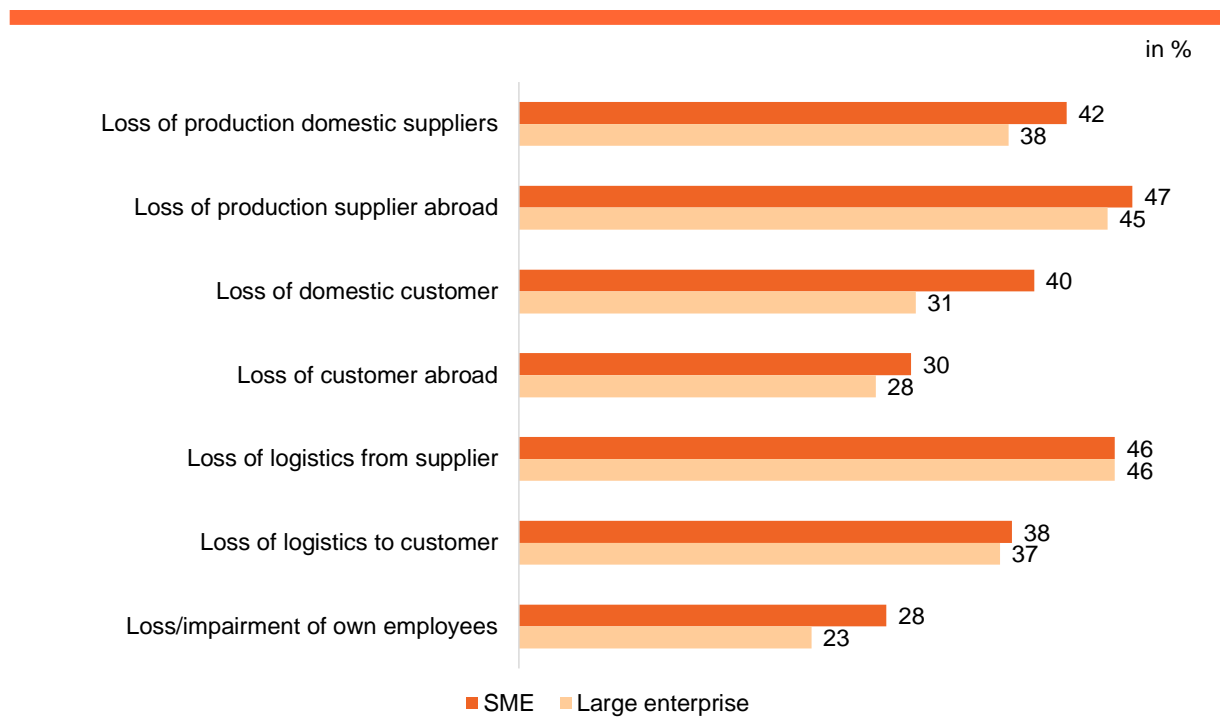 in %
Loss of production domestic suppliers
42
38
Loss of production supplier abroad
47
45
Loss of domestic customer
40
31
Loss of customer abroad
30
28
Loss of logistics from supplier
46
46
Loss of logistics to customer
38
37
Loss/impairment of own employees
28
23
SME Large enterprise